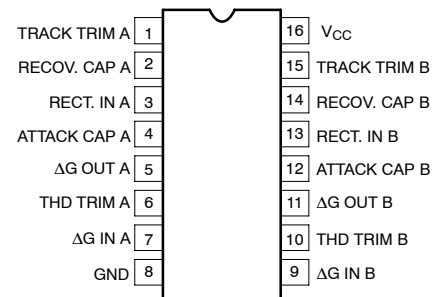 TRACK TRIM A 1 16 VCC
RECOV. CAP A 2 15 TRACK TRIM B
RECT. IN A 3 14 RECOV. CAP B
ATTACK CAP A 4 13 RECT. IN B
ΔG OUT A 5 12 ATTACK CAP B
THD TRIM A 6 11 ΔG OUT B
ΔG IN A 7 10 THD TRIM B
GND 8 9 ΔG IN B